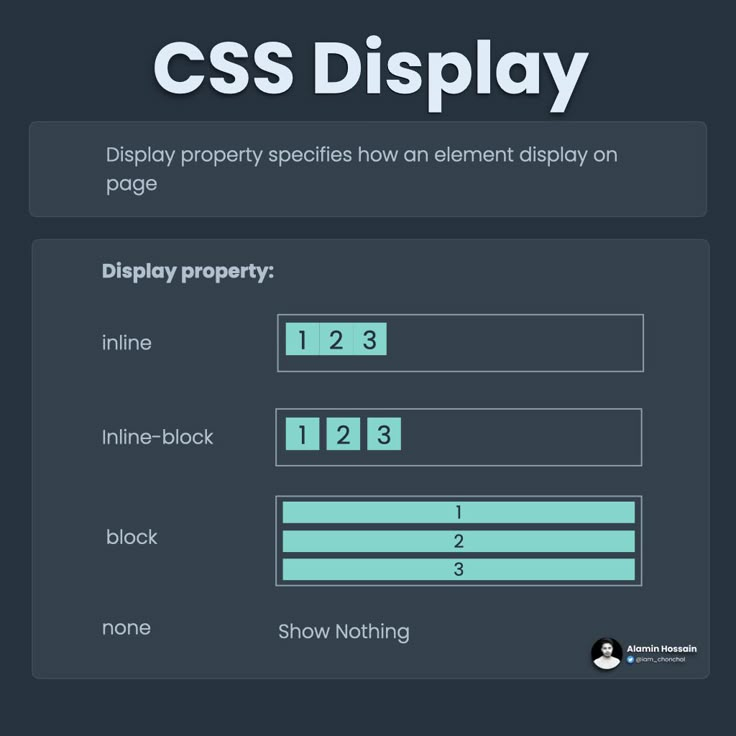 CSS Display
Display property specifies how an element display on
page
Display property:
inline
1 2 3
Inline-block
1 2 3
block
1
2
3
none
Show Nothing
Alamin Hossain
@iam_chonchol